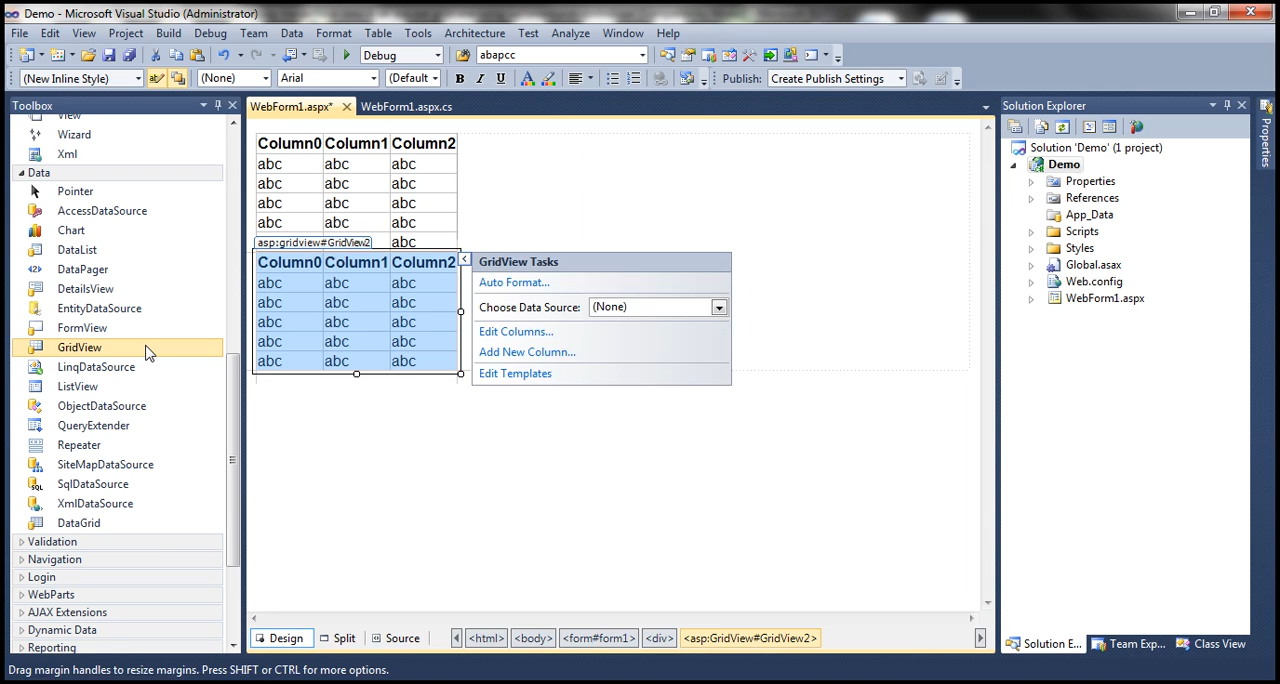 Demo - Microsoft Visual Studio (Administrator)
File Edit View Project Build Debug Team Data Format Table Tools Architecture Test Analyze Window Help
Debug abapcc
(New Inline Style) (None) Arial (Default B I U A Publish: Create Publish Settings
Toolbox
View
Wizard
Xml
Data
Pointer
AccessDataSource
Chart
DataList
DataPager
DetailsView
EntityDataSource
FormView
GridView
LinqDataSource
ListView
ObjectDataSource
QueryExtender
Repeater
SiteMapDataSource
SqlDataSource
XmlDataSource
DataGrid
Validation
Navigation
Login
WebParts
AJAX Extensions
Dynamic Data
Reporting
WebForm1.aspx* WebForm1.aspx.cs
Column0 Column1 Column2
abc abc abc
abc abc abc
abc abc abc
abc abc abc
abc
asp:gridview#GridView2
Column0 Column1 Column2
abc abc abc
abc abc abc
abc abc abc
abc abc abc
abc abc abc
GridView Tasks
Auto Format...
Choose Data Source: (None)
Edit Columns...
Add New Column...
Edit Templates
Design Split Source <html> <body> <form#form1> <div> <asp:GridView#GridView2>
Solution Explorer
Solution 'Demo' (1 project)
Demo
Properties
References
App_Data
Scripts
Styles
Global.asax
Web.config
WebForm1.aspx
Solution E... Team Exp... Class View
Properties
Drag margin handles to resize margins. Press SHIFT or CTRL for more options.